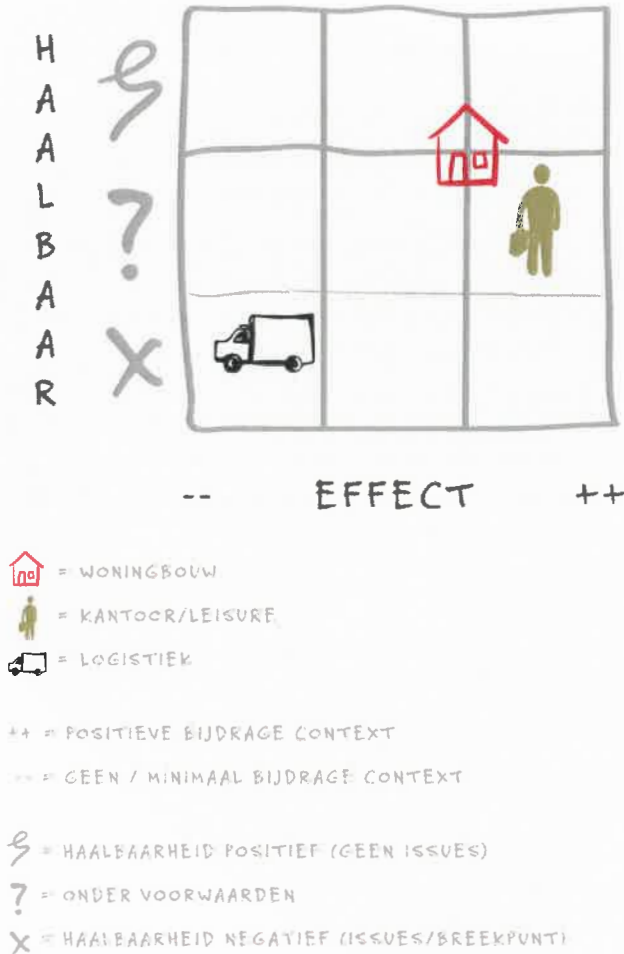 HAALBAAR
?
X
-- EFFECT ++
= WONINGBOUW
= KANTOOR/LEISURE
= LOGISTIEK
++ = POSITIEVE BIJDRAGE CONTEXT
-- = GEEN / MINIMAAL BIJDRAGE CONTEXT
= HAALBAARHEID POSITIEF (GEEN ISSUES)
? = ONDER VOORWAARDEN
X = HAALBAARHEID NEGATIEF (ISSUES/BREEKPUNT)